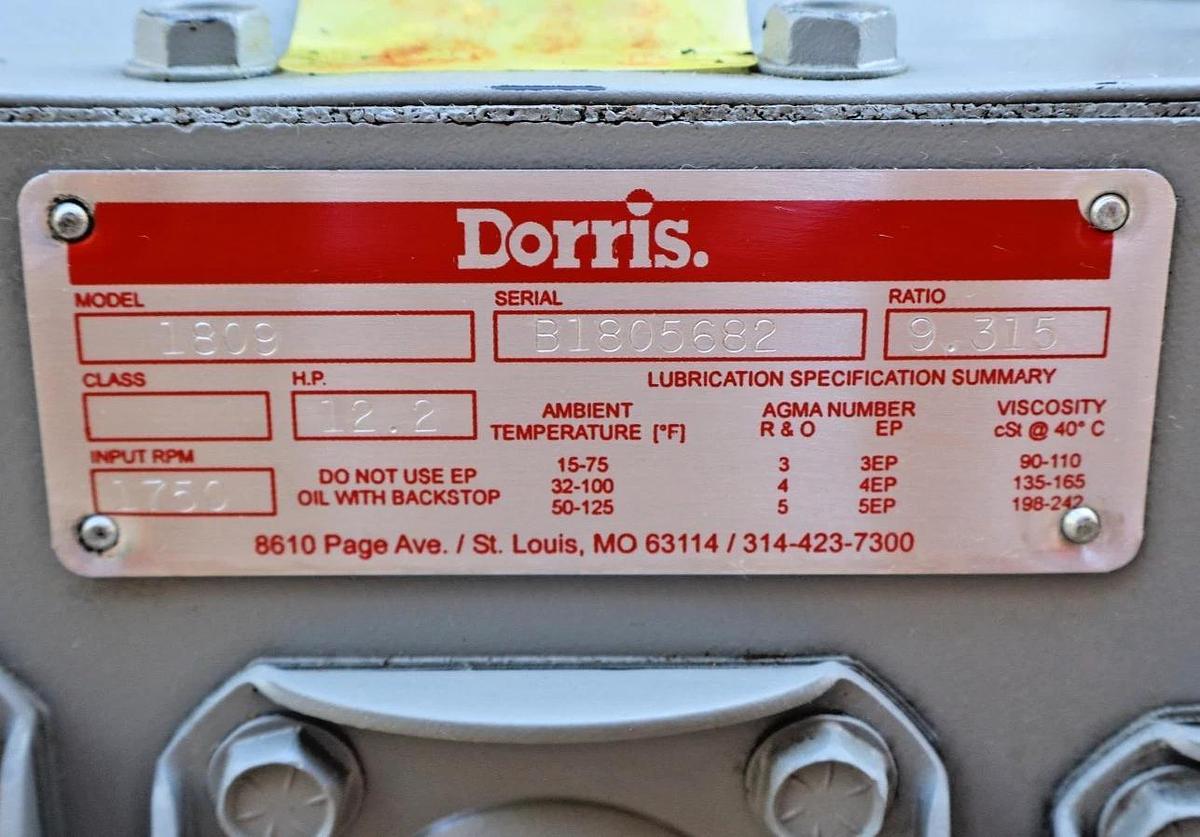 Dorris.
MODEL SERIAL RATIO
1809 B1805682 9.315
CLASS H.P. LUBRICATION SPECIFICATION SUMMARY
12.2
AMBIENT AGMA NUMBER VISCOSITY
TEMPERATURE [°F] R & O EP cSt @ 40° C
INPUT RPM
1750
DO NOT USE EP
OIL WITH BACKSTOP
15-75 3 3EP 90-110
32-100 4 4EP 135-165
50-125 5 5EP 198-242
8610 Page Ave. / St. Louis, MO 63114 / 314-423-7300